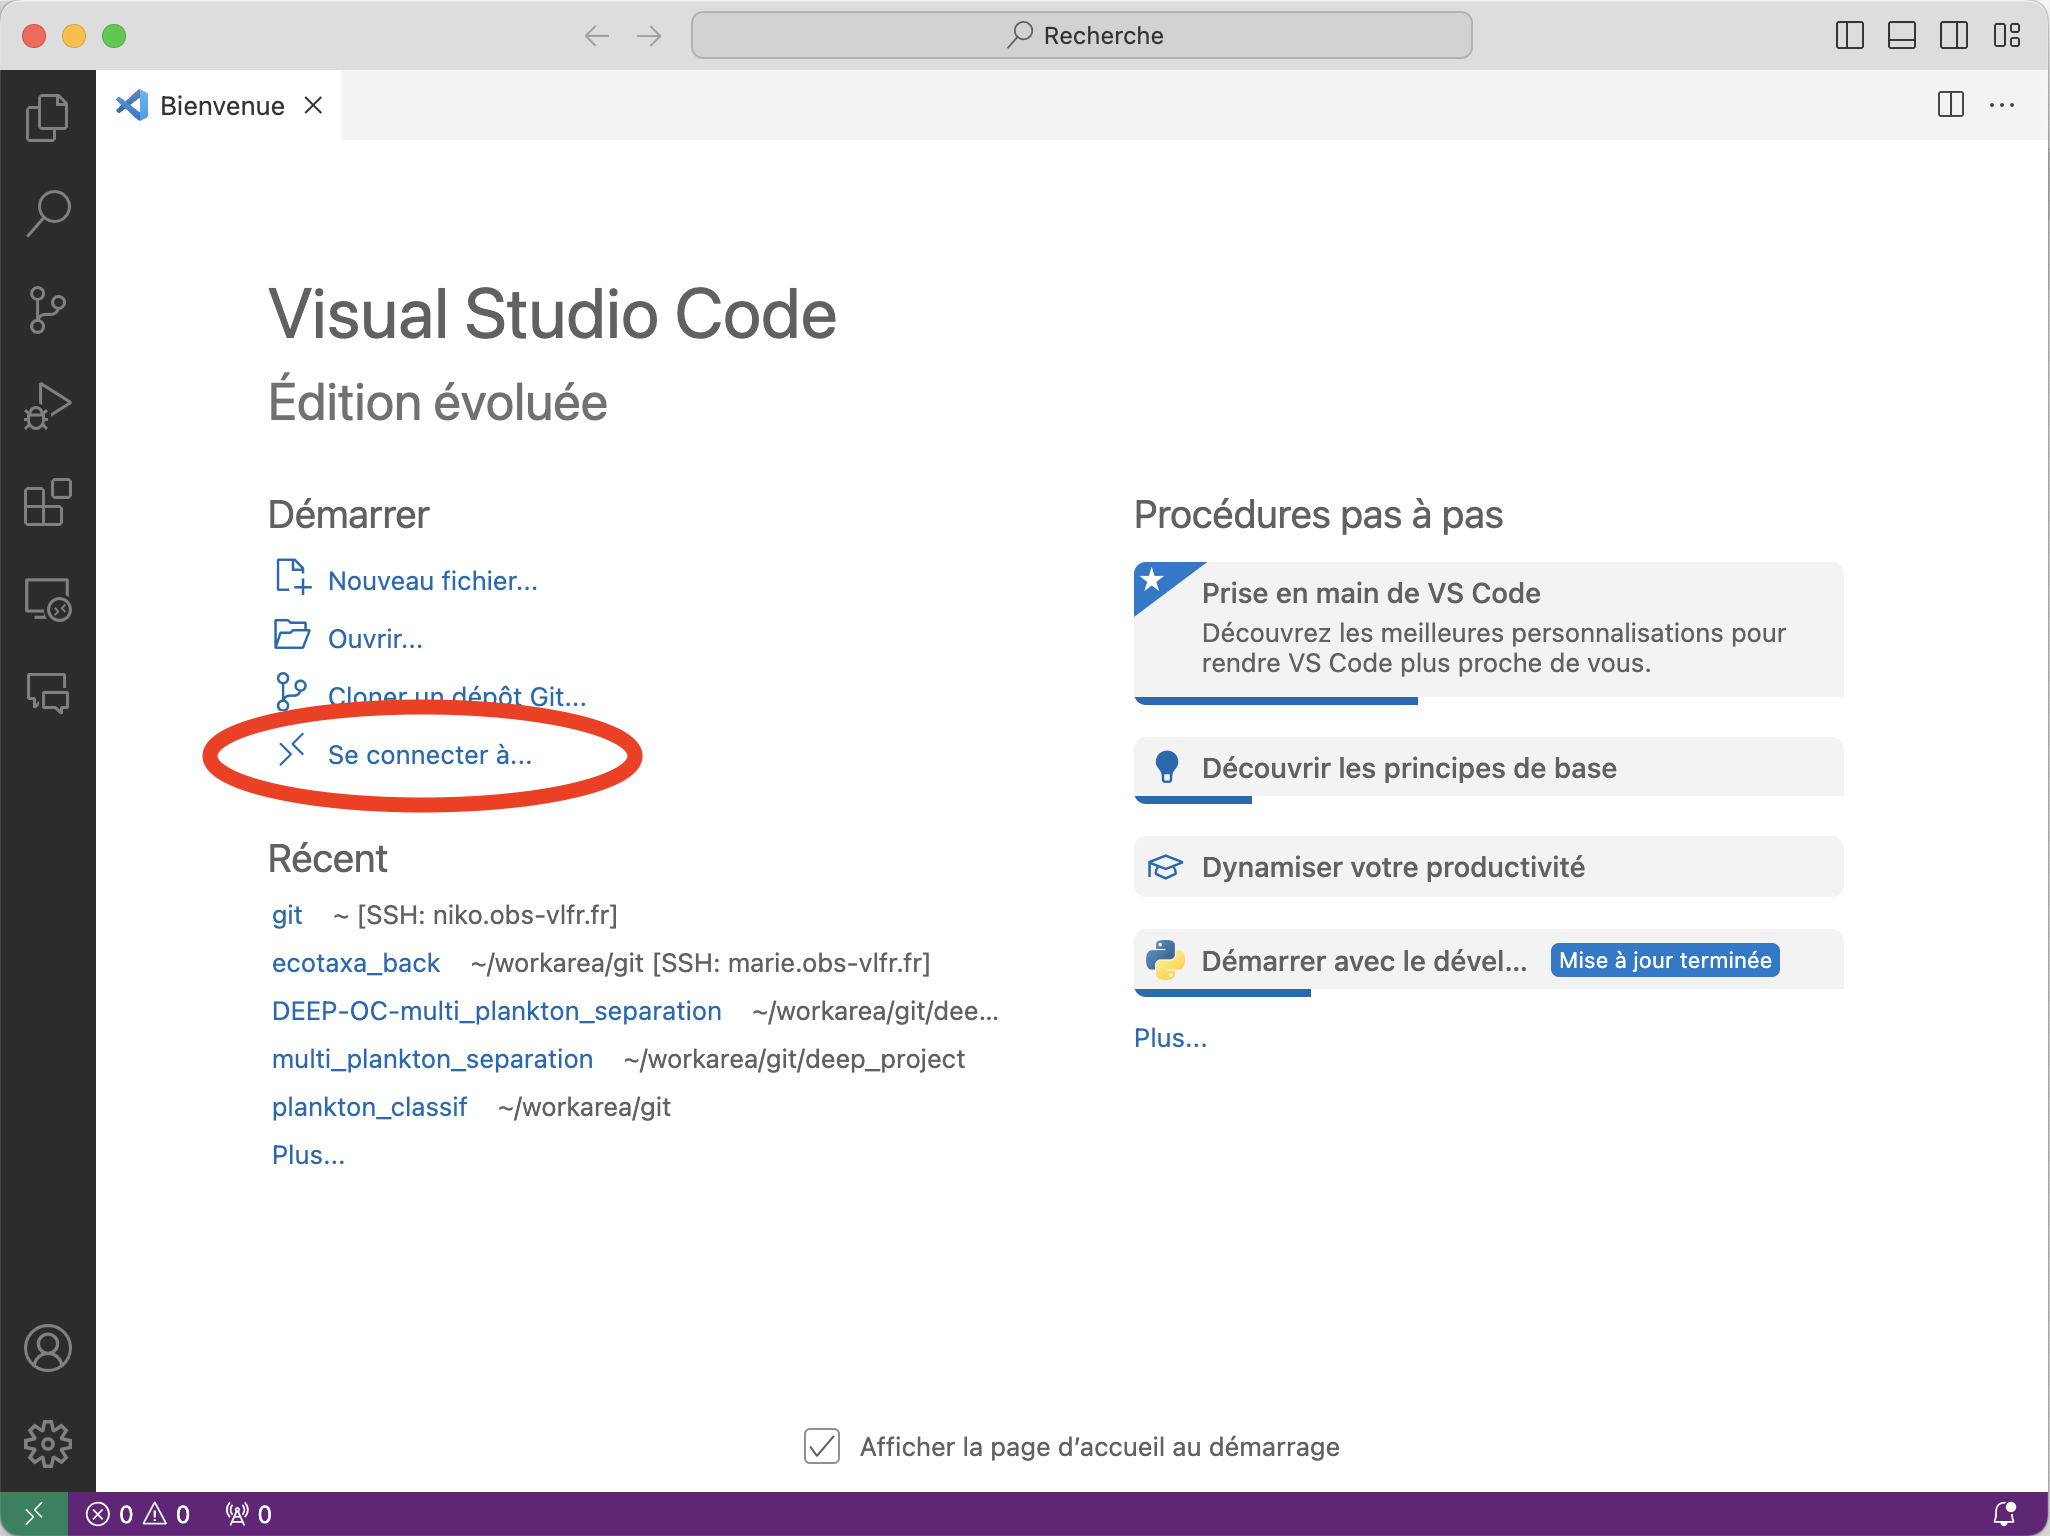 Recherche
Bienvenue
Visual Studio Code
Édition évoluée
Démarrer
Nouveau fichier...
Ouvrir...
Cloner un dépôt Git...
Se connecter à...
Récent
git ~ [SSH: niko.obs-vlfr.fr]
ecotaxa_back ~/workarea/git [SSH: marie.obs-vlfr.fr]
DEEP-OC-multi_plankton_separation ~/workarea/git/dee...
multi_plankton_separation ~/workarea/git/deep_project
plankton_classif ~/workarea/git
Plus...
Procédures pas à pas
Prise en main de VS Code
Découvrez les meilleures personnalisations pour
rendre VS Code plus proche de vous.
Découvrir les principes de base
Dynamiser votre productivité
Démarrer avec le dével... Mise à jour terminée
Plus...
Afficher la page d’accueil au démarrage
0 0 0